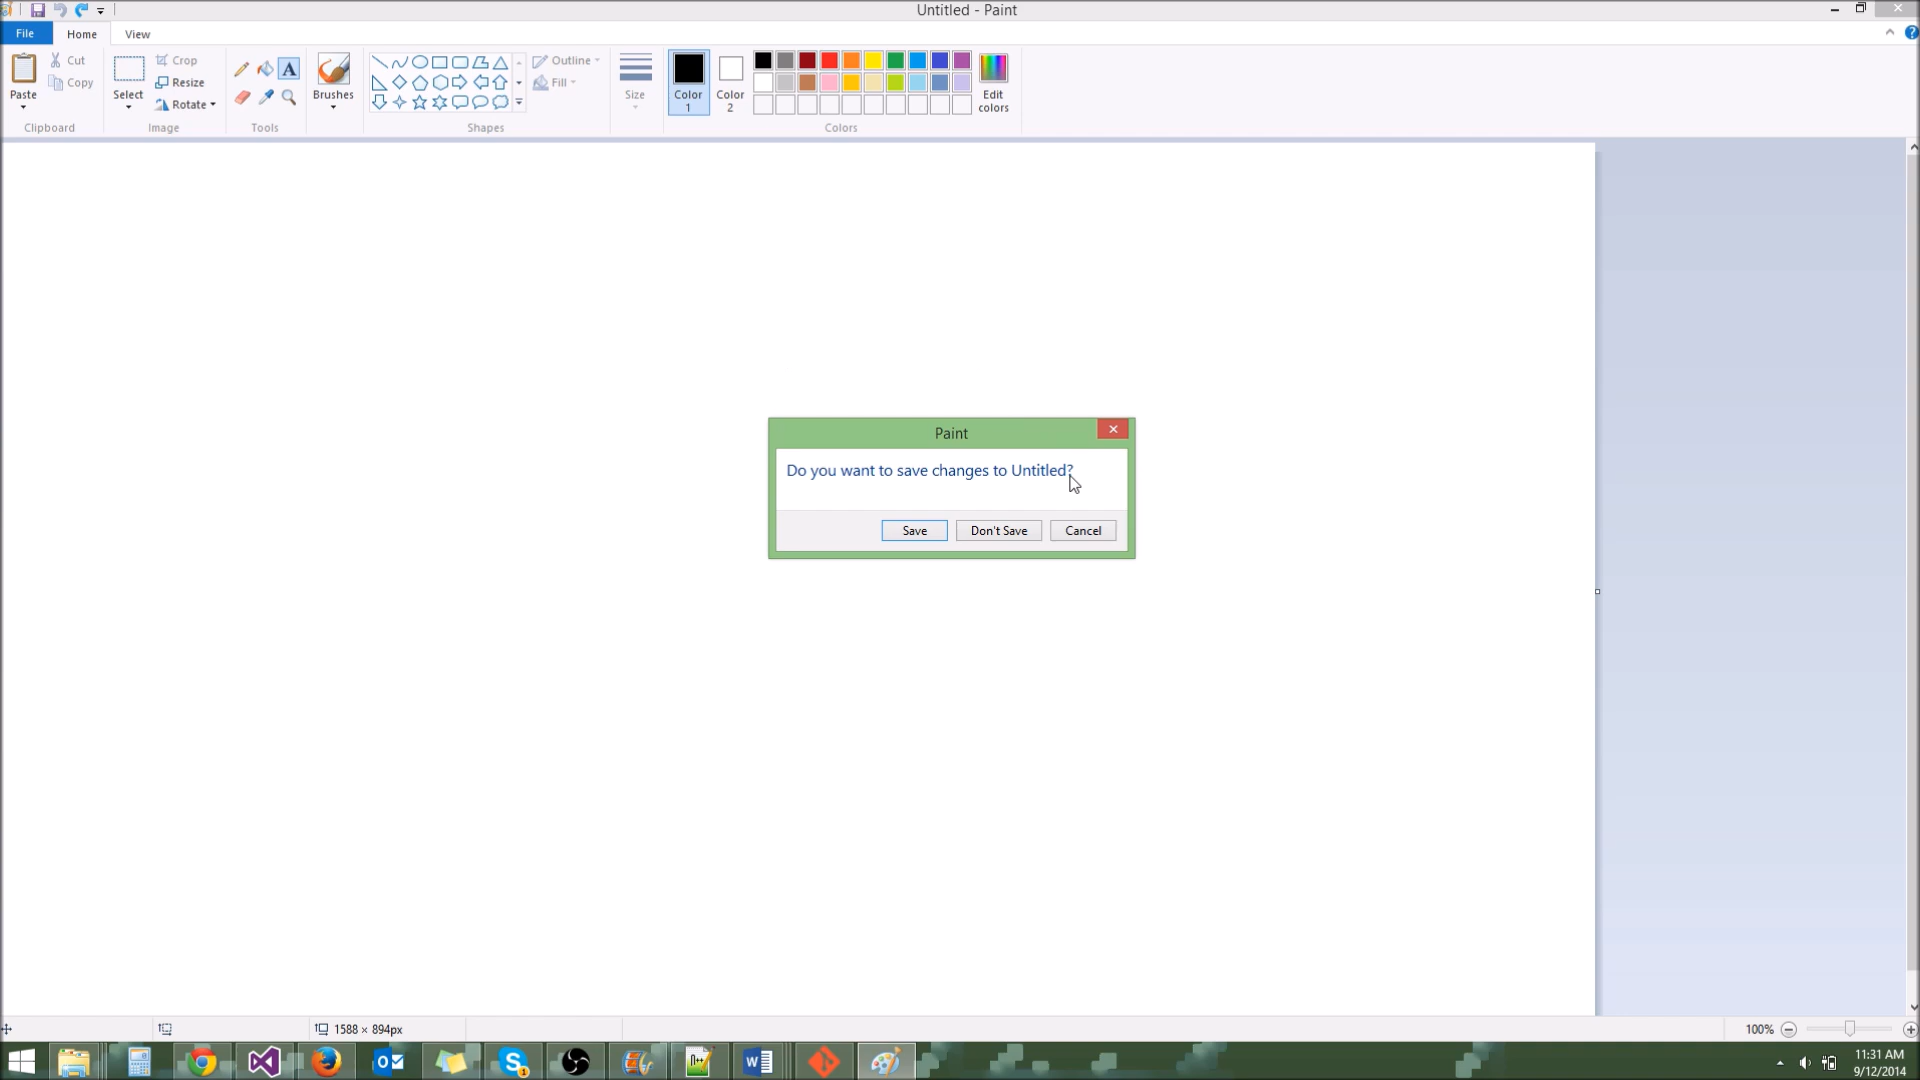 Untitled - Paint
File Home View
Paste
Cut
Copy
Clipboard
Select
Crop
Resize
Rotate
Image
A
Tools
Brushes
Shapes
Outline
Fill
Size
Color
1
Color
2
Edit
colors
Colors
Paint
Do you want to save changes to Untitled?
Save Don't Save Cancel
1588 × 894px
100%
11:31 AM
9/12/2014